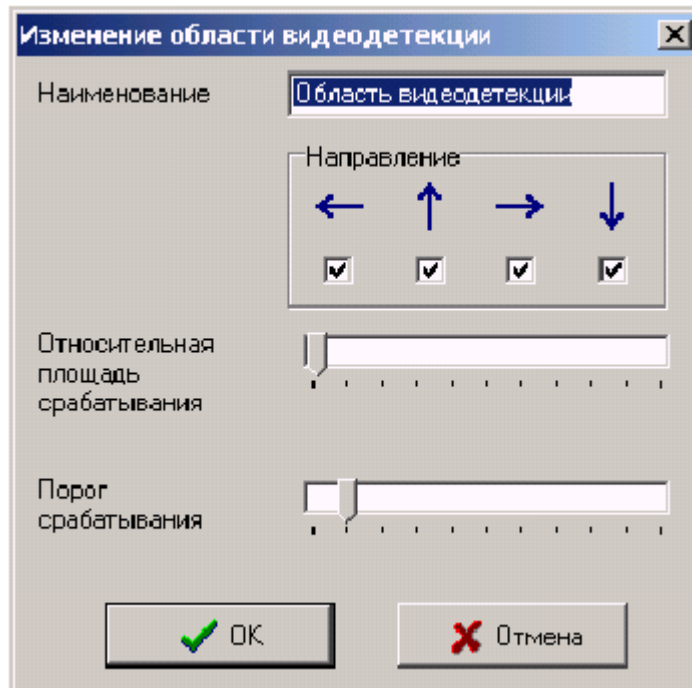 Изменение области видеодетекции
Наименование
Область видеодетекции
Направление
Относительная
площадь
срабатывания
Порог
срабатывания
OK
Отмена